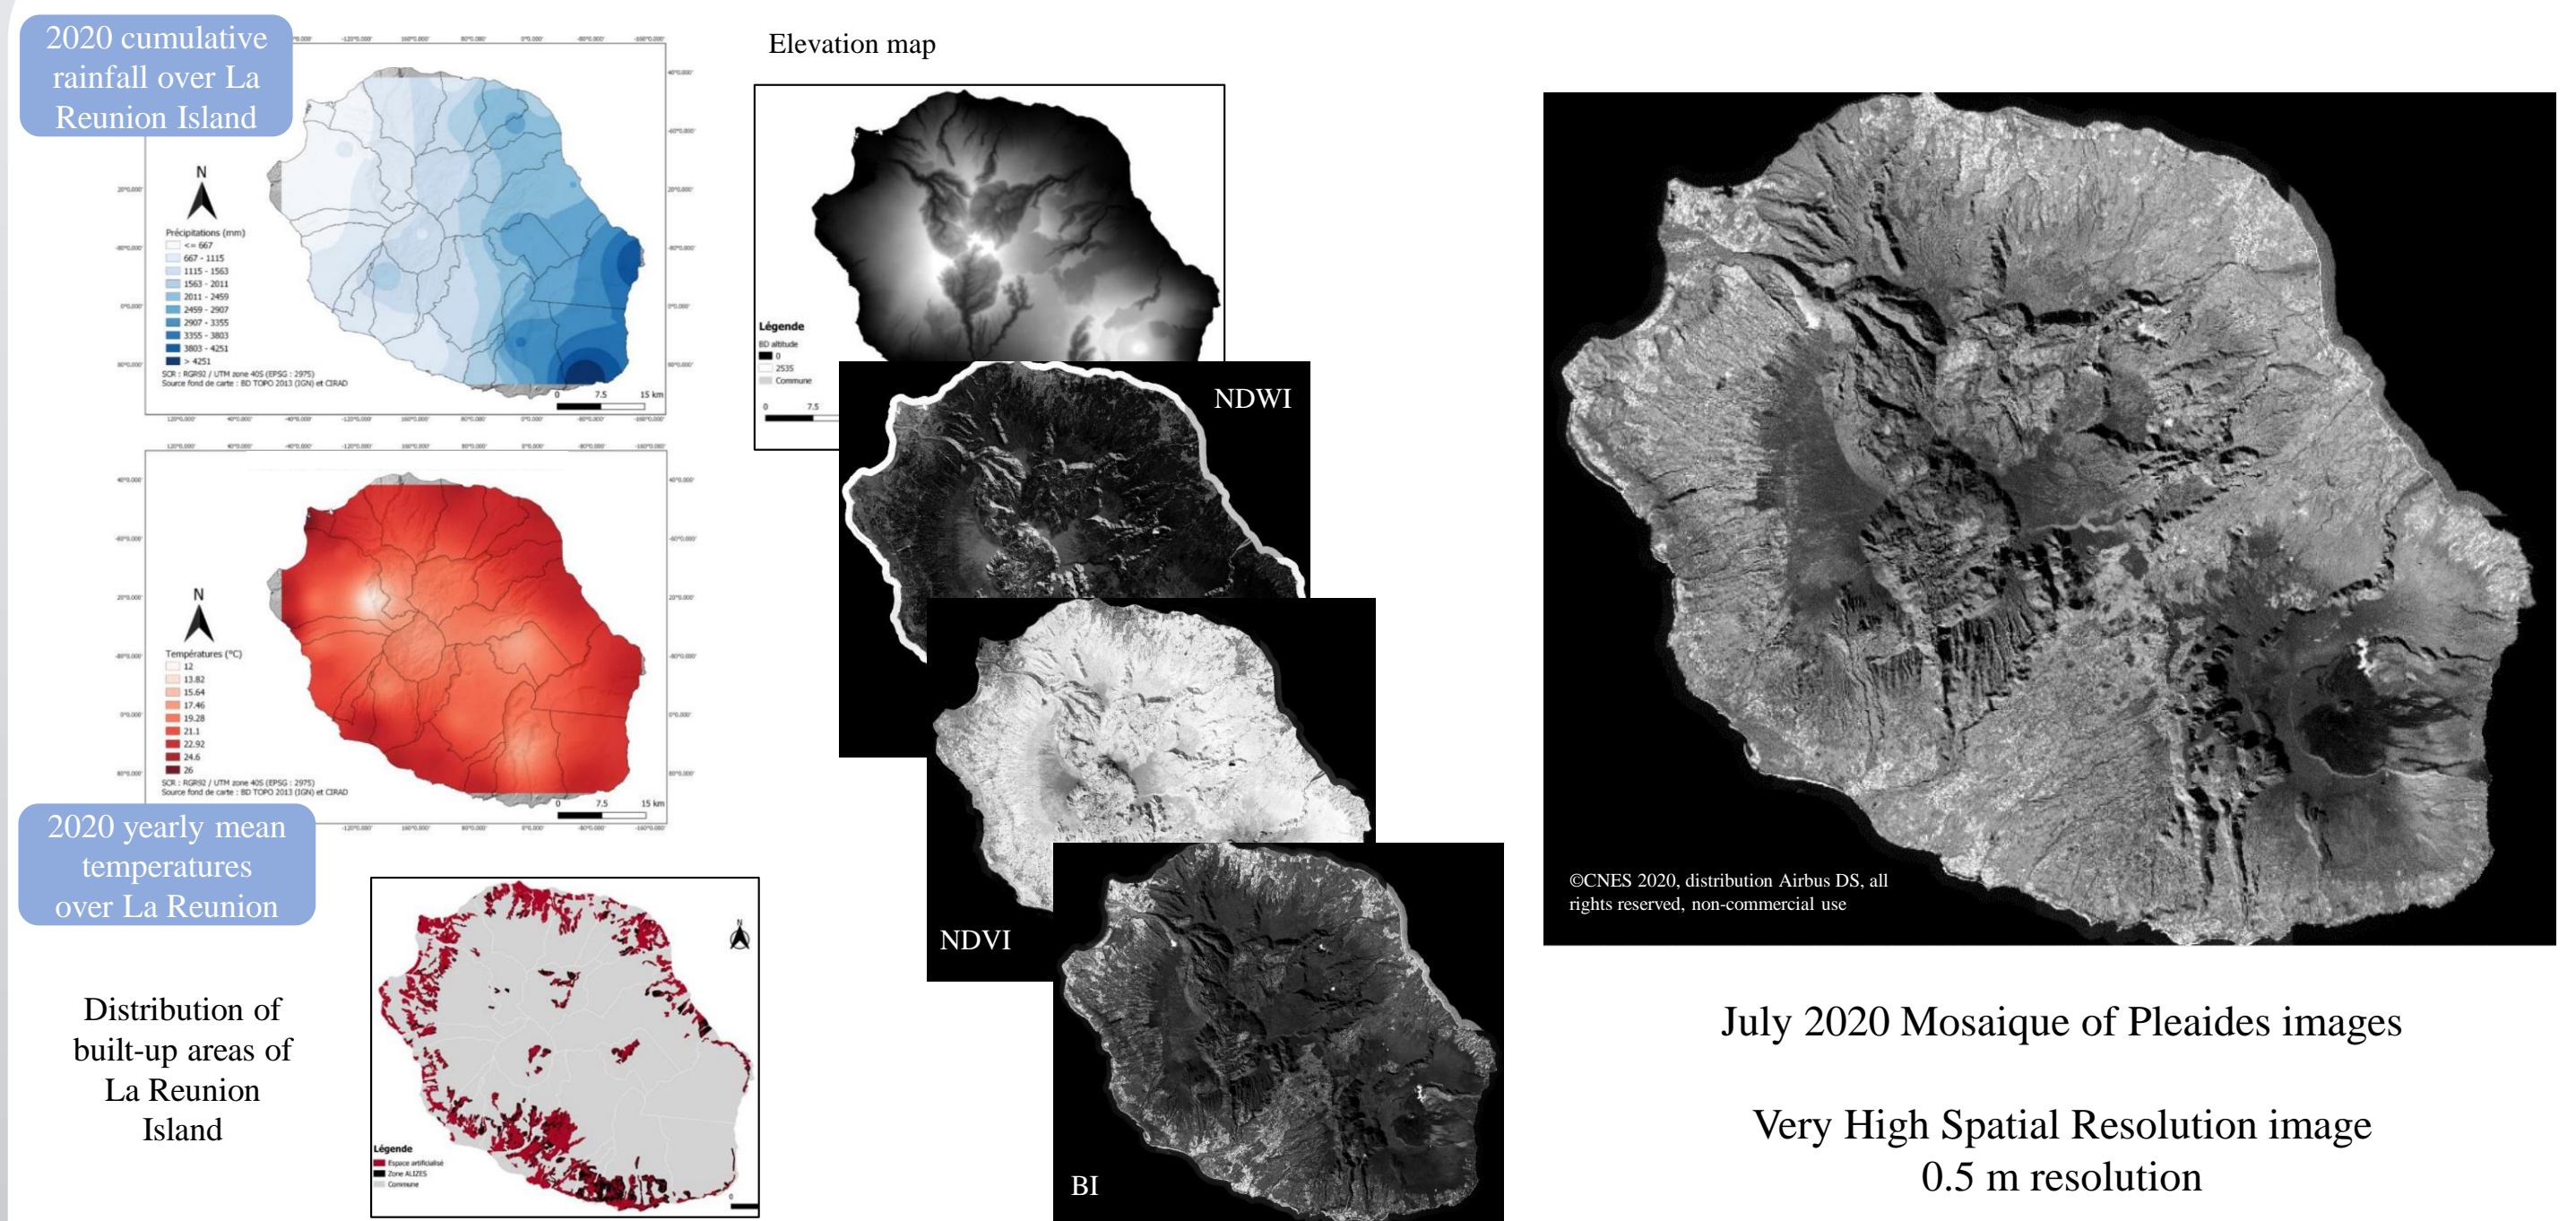 2020 cumulative
rainfall over La
Reunion Island
N
Précipitations (mm)
<= 667
667 - 1115
1115 - 1563
1563 - 2011
2011 - 2459
2459 - 2907
2907 - 3355
3355 - 3803
3803 - 4251
> 4251
SCR : RGR92 / UTM zone 40S (EPSG : 2975)
Source fond de carte : BD TOPO 2013 (IGN) et CIRAD
0 7.5 15 km
N
Températures (°C)
12
13.82
15.64
17.46
19.28
21.1
22.92
24.6
26
SCR : RGR92 / UTM zone 40S (EPSG : 2975)
Source fond de carte : BD TOPO 2013 (IGN) et CIRAD
0 7.5 15 km
2020 yearly mean
temperatures
over La Reunion
Distribution of
built-up areas of
La Reunion
Island
N
Légende
Espace artificialisé
Zone ALIZES
Commune
0
Elevation map
Légende
BD altitude
0
2535
Commune
0 7.5
NDWI
NDVI
BI
©CNES 2020, distribution Airbus DS, all
rights reserved, non-commercial use
July 2020 Mosaique of Pleaides images
Very High Spatial Resolution image
0.5 m resolution